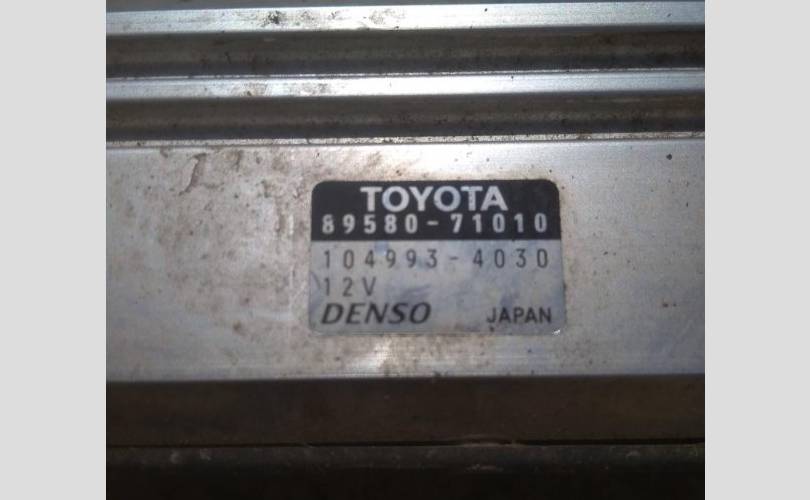 TOYOTA
89580-71010
104993-4030
12V
DENSO JAPAN